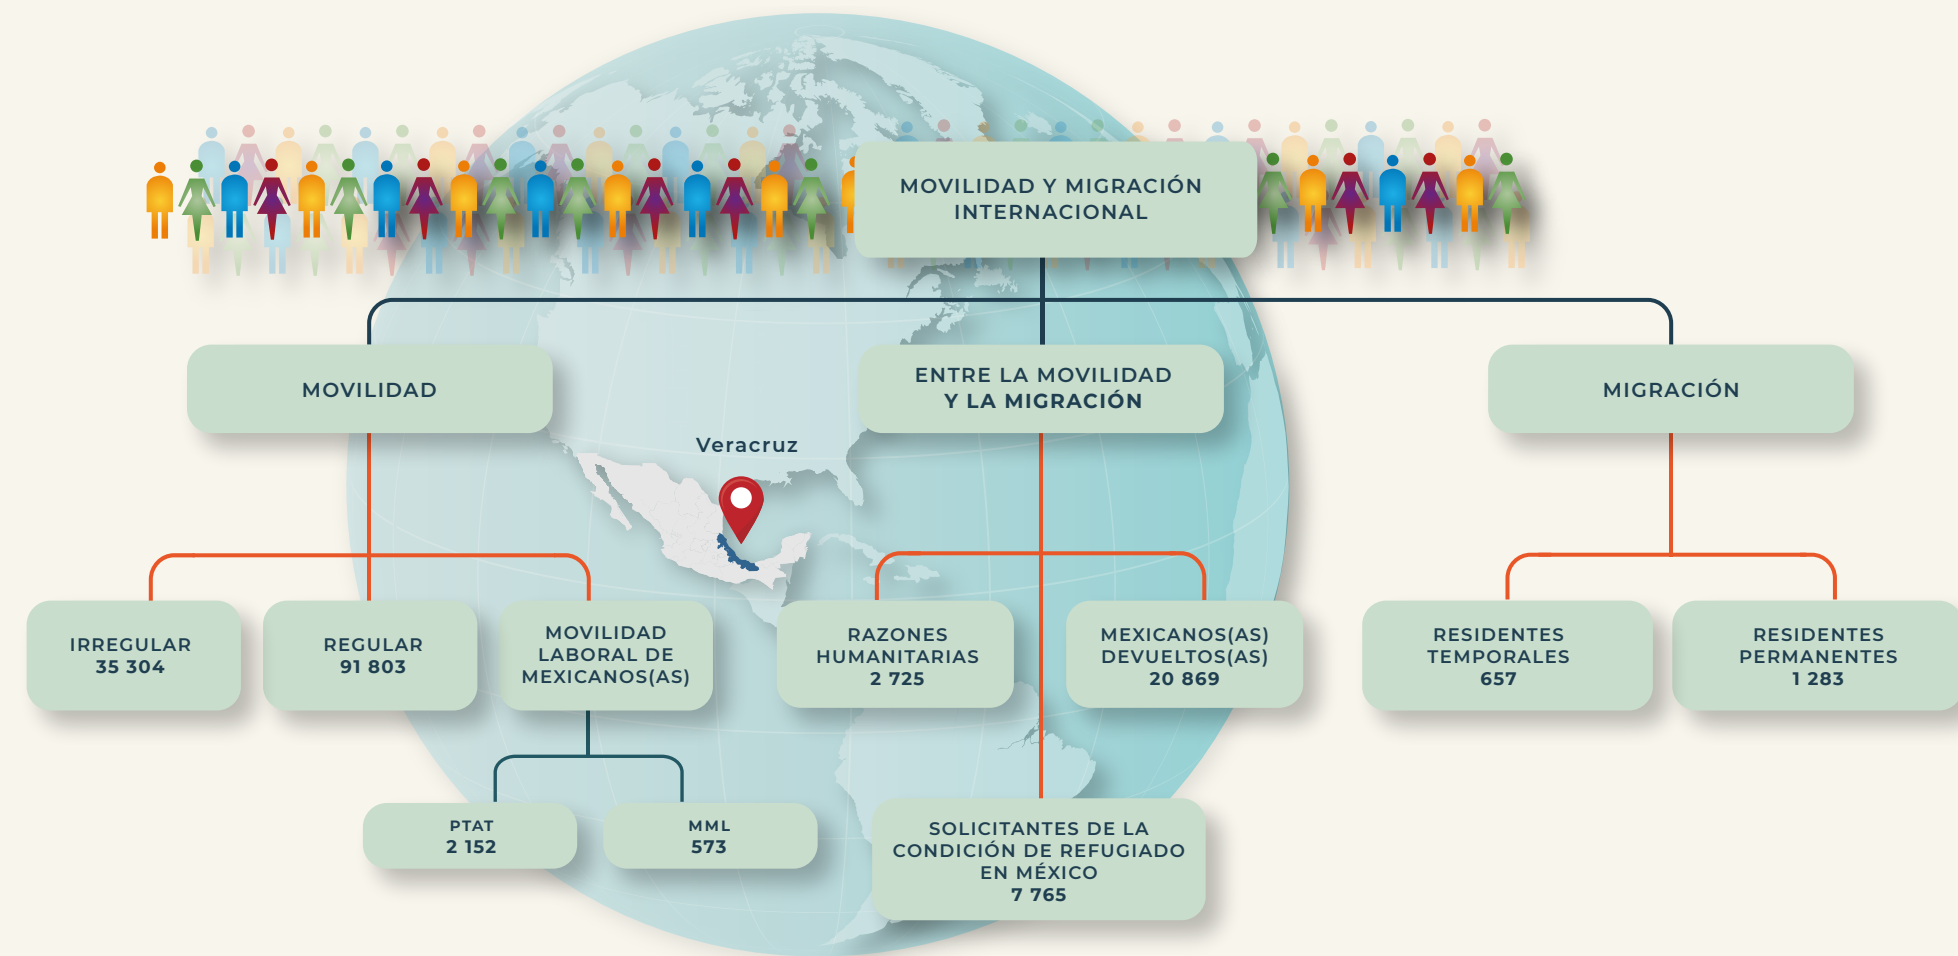 MOVILIDAD Y MIGRACIÓN
INTERNACIONAL
MOVILIDAD
ENTRE LA MOVILIDAD
Y LA MIGRACIÓN
MIGRACIÓN
Veracruz
IRREGULAR
35 304
REGULAR
91 803
MOVILIDAD
LABORAL DE
MEXICANOS(AS)
RAZONES
HUMANITARIAS
2 725
MEXICANOS(AS)
DEVUELTOS(AS)
20 869
RESIDENTES
TEMPORALES
657
RESIDENTES
PERMANENTES
1 283
PTAT
2 152
MML
573
SOLICITANTES DE LA
CONDICIÓN DE REFUGIADO
EN MÉXICO
7 765